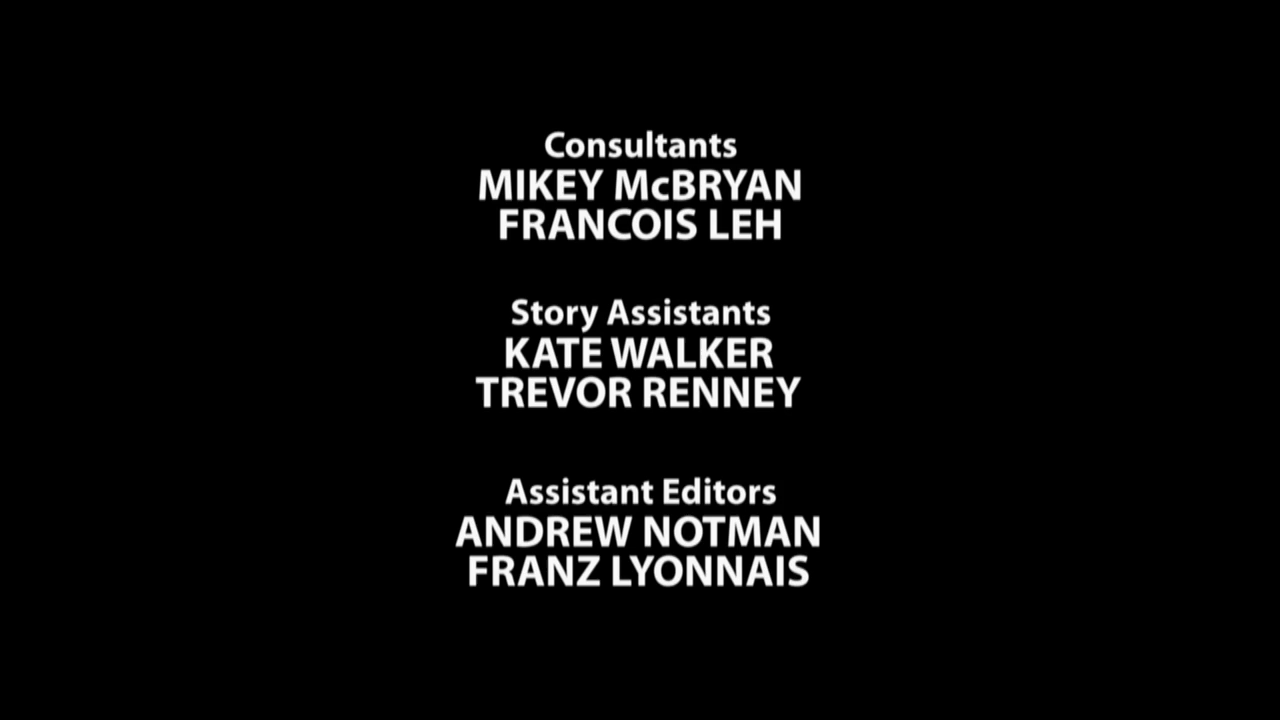 Consultants
MIKEY McBRYAN
FRANCOIS LEH
Story Assistants
KATE WALKER
TREVOR RENNEY
Assistant Editors
ANDREW NOTMAN
FRANZ LYONNAIS